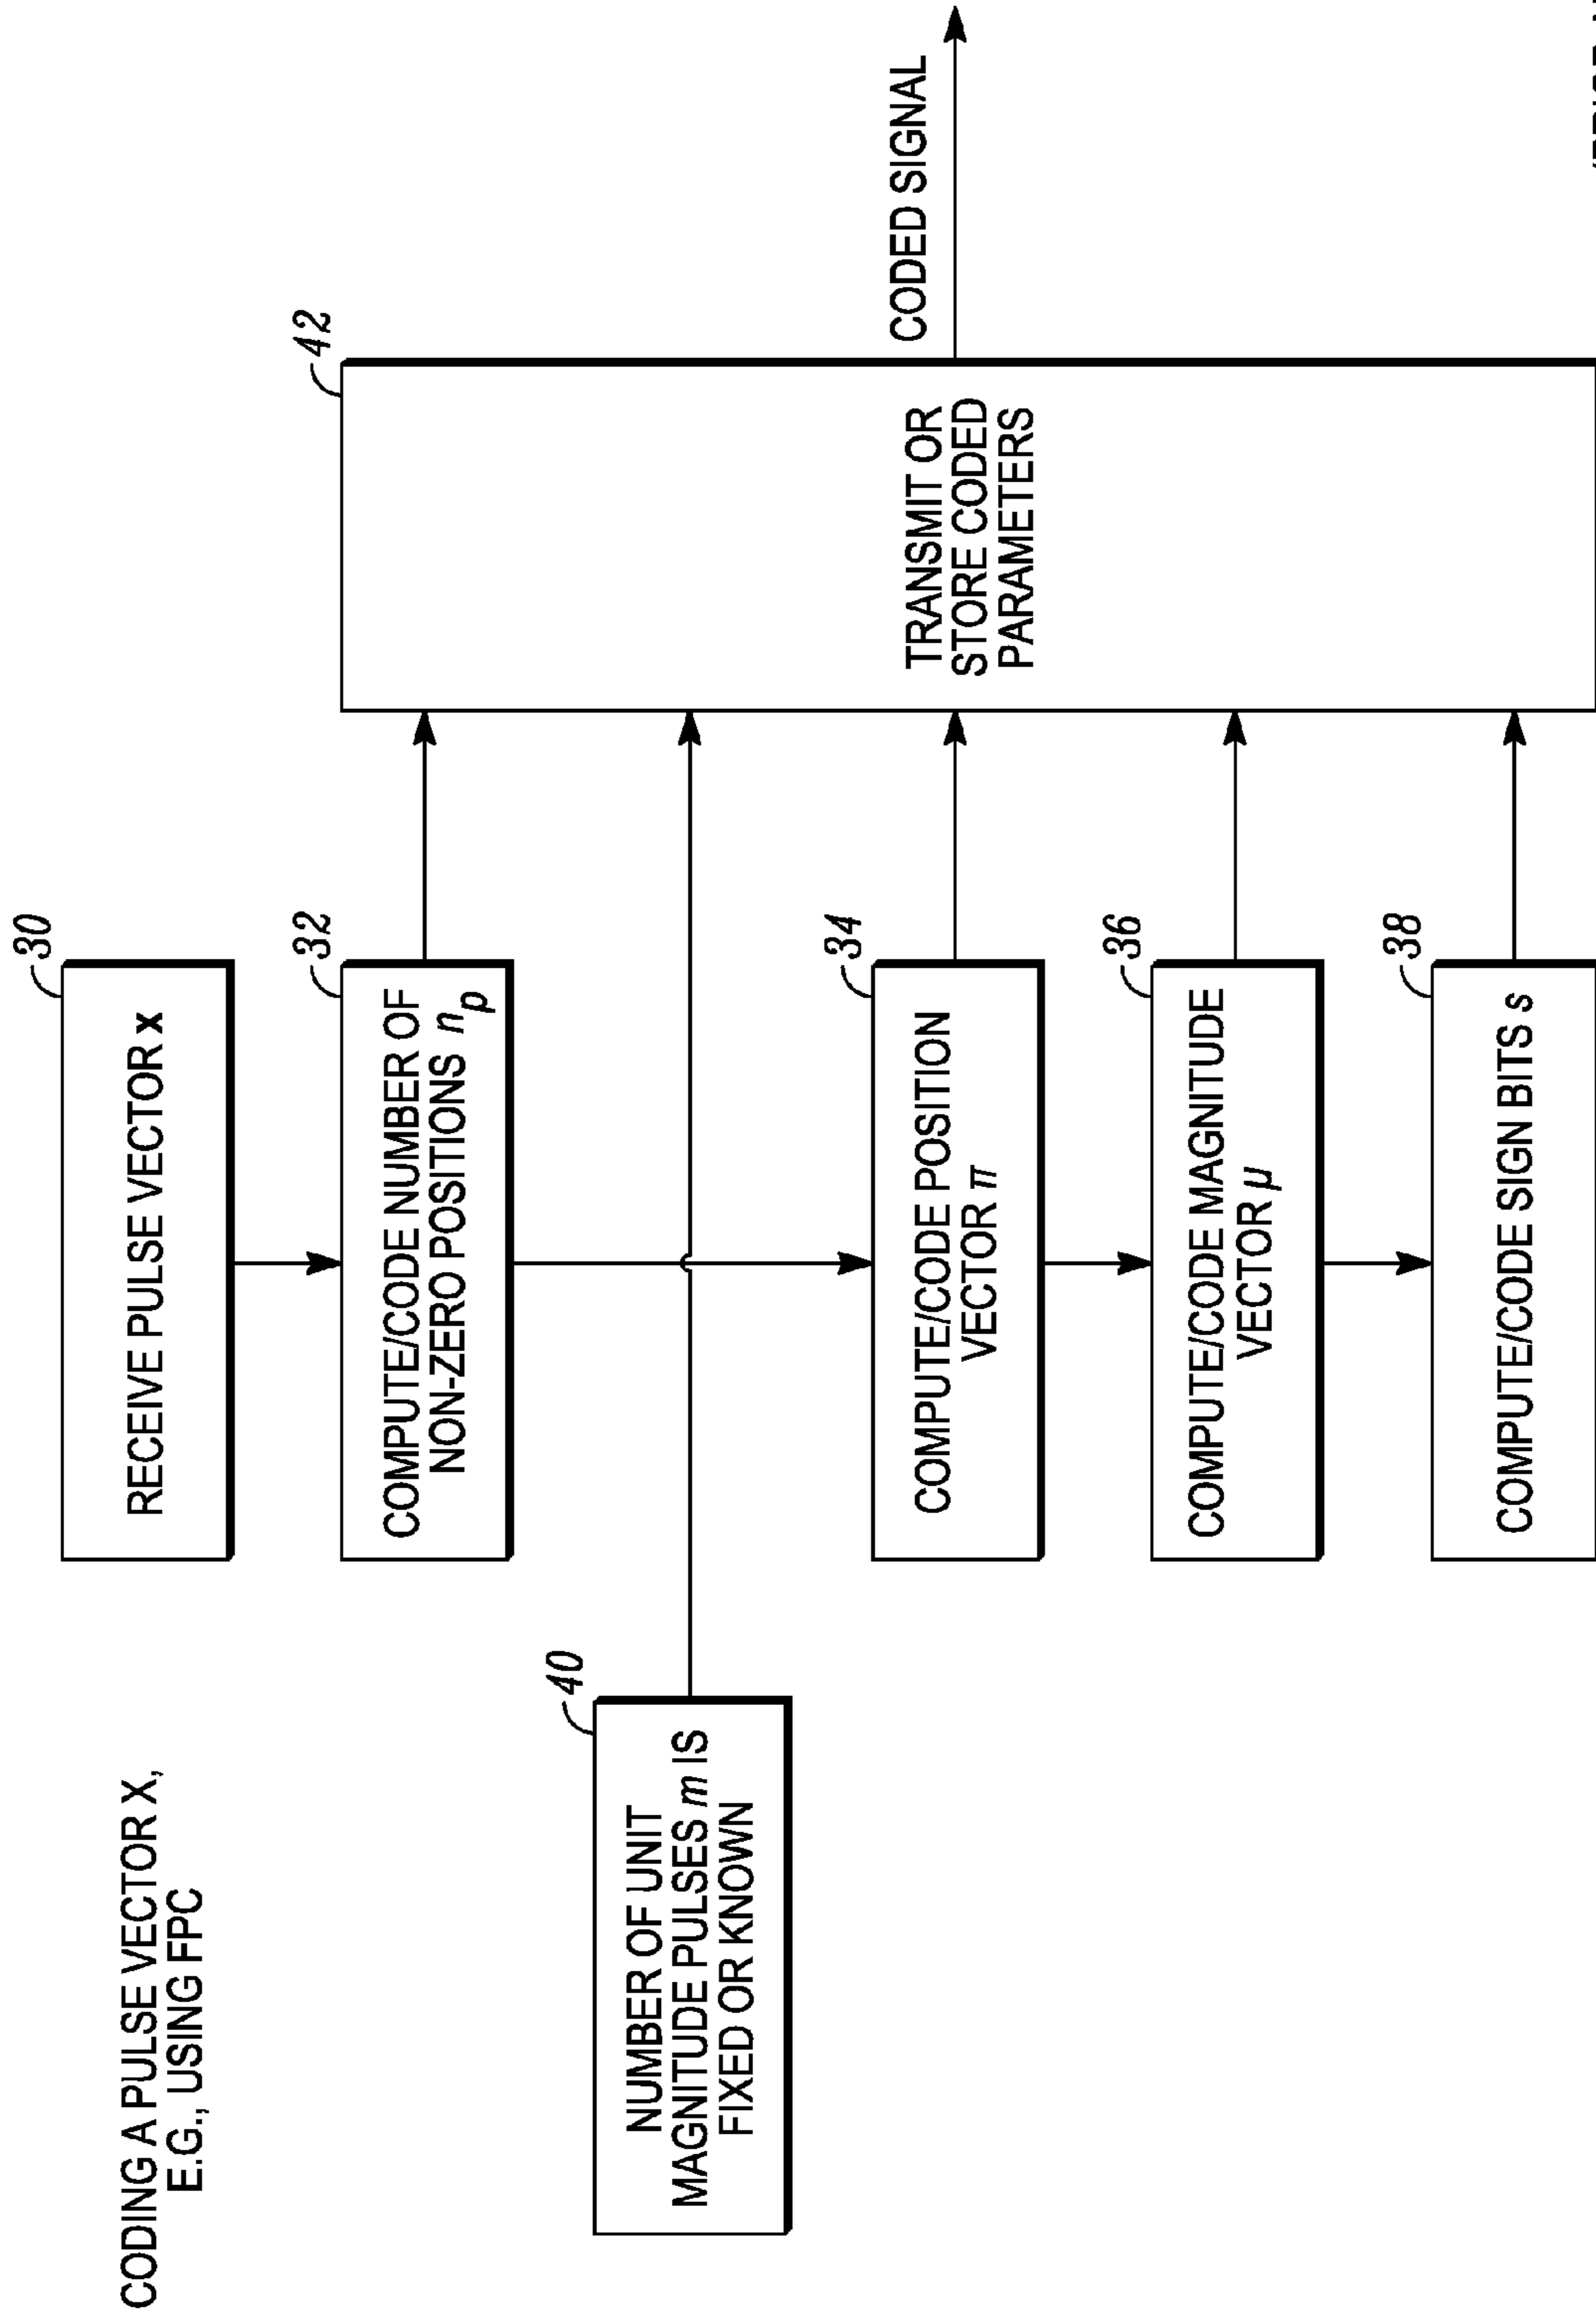 CODING A PULSE VECTOR X,
E.G., USING FPC
30
RECEIVE PULSE VECTOR x
32
COMPUTE/CODE NUMBER OF
NON-ZERO POSITIONS n_p
40
NUMBER OF UNIT
MAGNITUDE PULSES m IS
FIXED OR KNOWN
34
COMPUTE/CODE POSITION
VECTOR π
36
COMPUTE/CODE MAGNITUDE
VECTOR μ
38
COMPUTE/CODE SIGN BITS s
42
TRANSMIT OR
STORE CODED
PARAMETERS
CODED SIGNAL